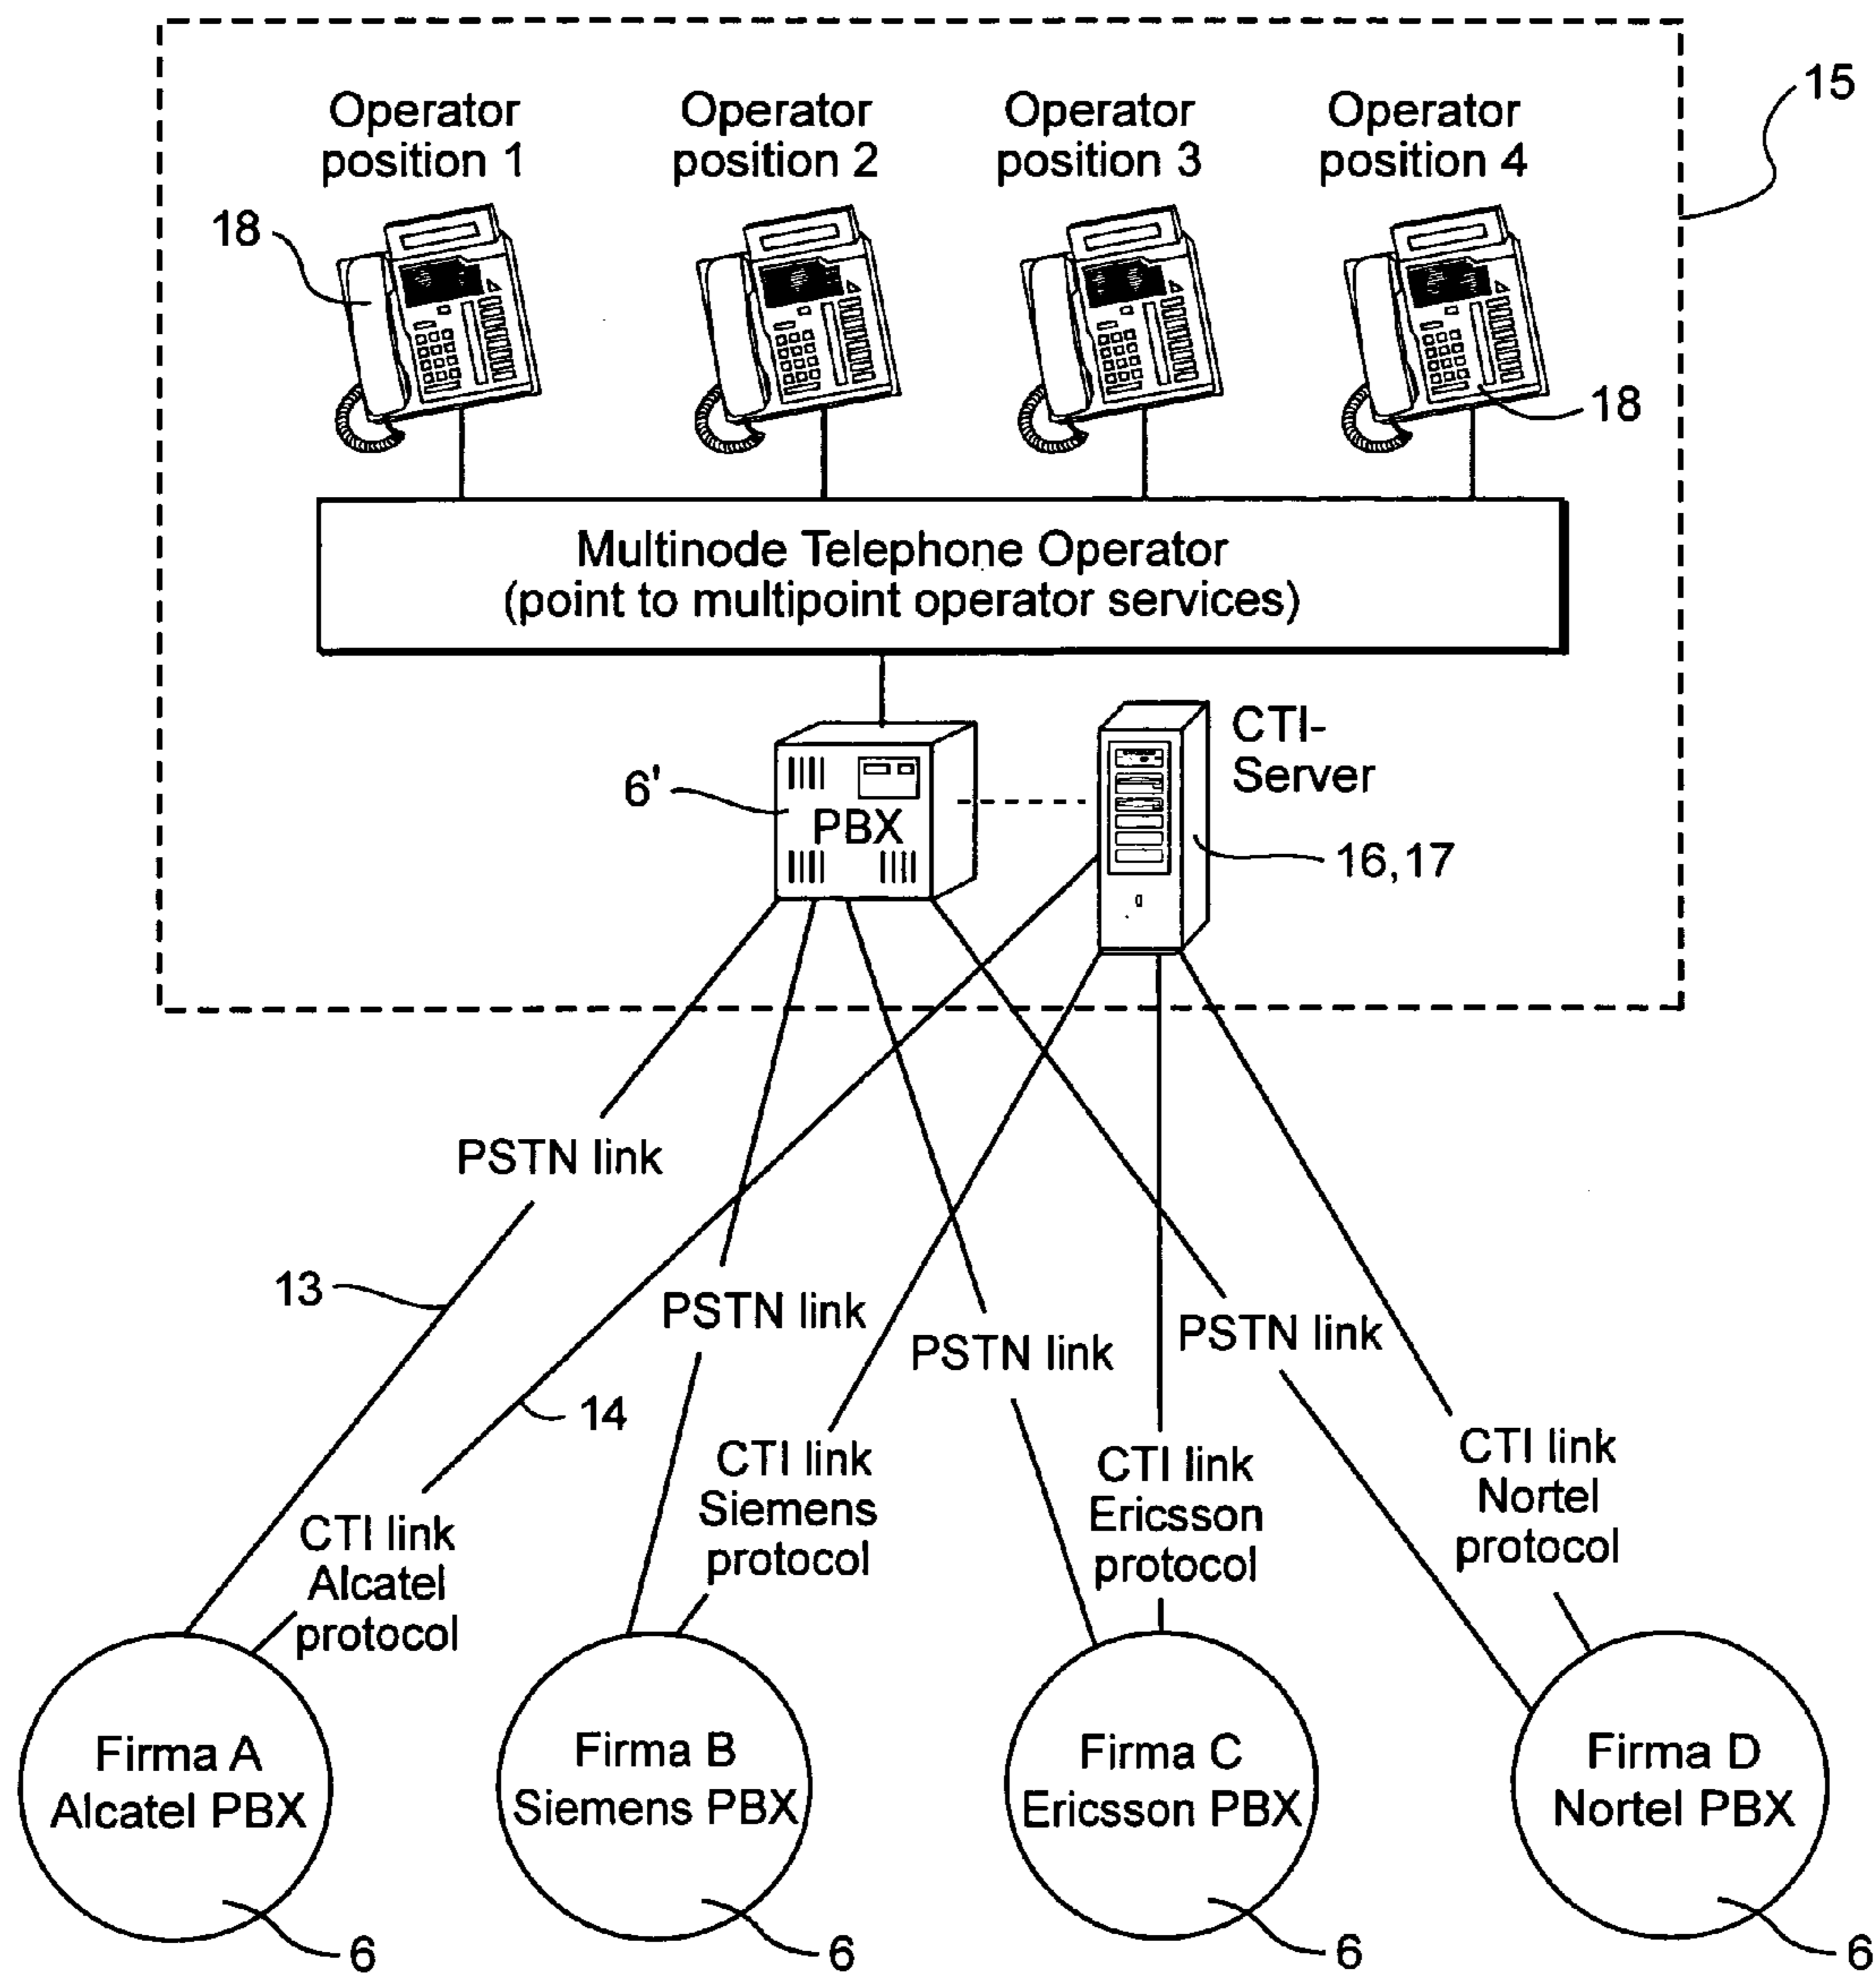 Operator
position 1
Operator
position 2
Operator
position 3
Operator
position 4
15
18
18
Multinode Telephone Operator
(point to multipoint operator services)
CTI-
Server
6'
PBX
16,17
PSTN link
13
PSTN link
PSTN link
PSTN link
14
CTI link
Alcatel
protocol
CTI link
Siemens
protocol
CTI link
Ericsson
protocol
CTI link
Nortel
protocol
Firma A
Alcatel PBX
Firma B
Siemens PBX
Firma C
Ericsson PBX
Firma D
Nortel PBX
6
6
6
6